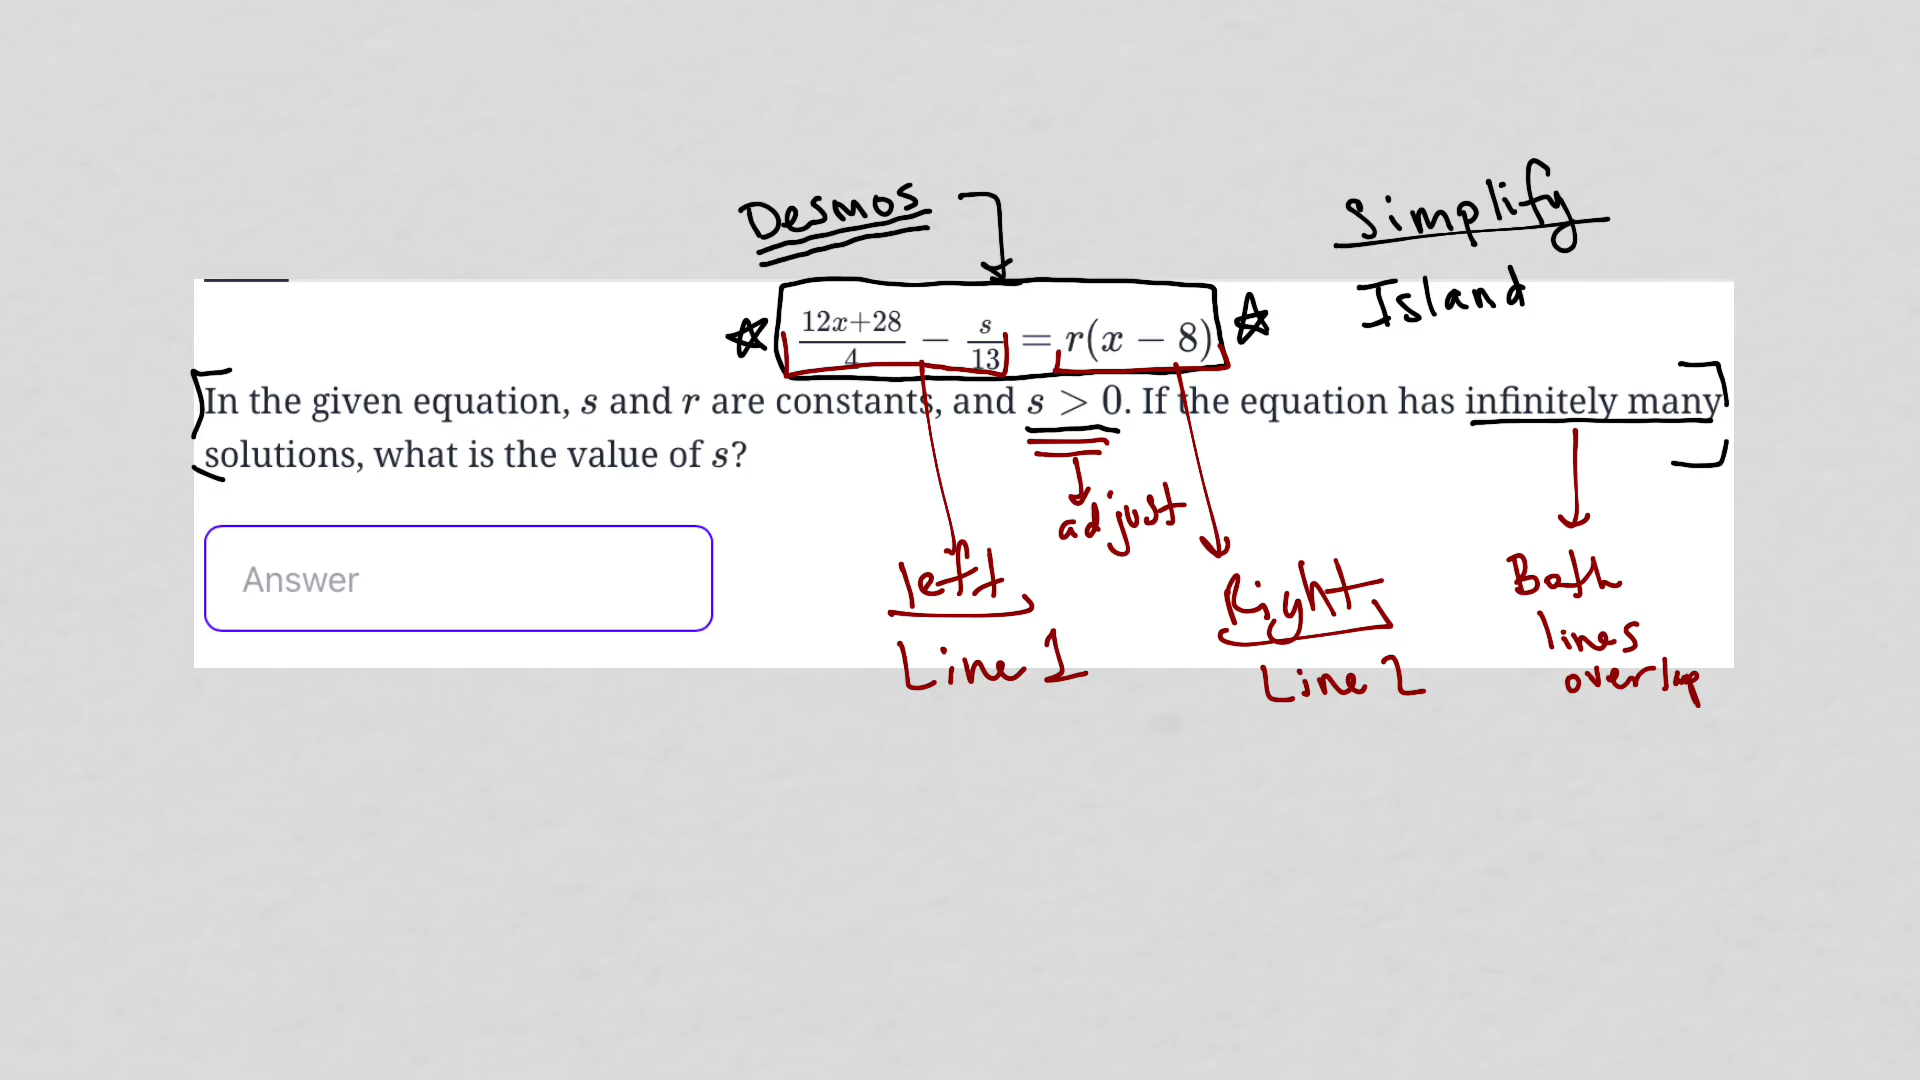 Desmos
Simplify
Island
(12x+28)/4 − s/13 = r(x − 8)
In the given equation, s and r are constants, and s > 0. If the equation has infinitely many
solutions, what is the value of s?
adjust
Answer
left
Line 1
Right
Line 2
Both
lines
overlap